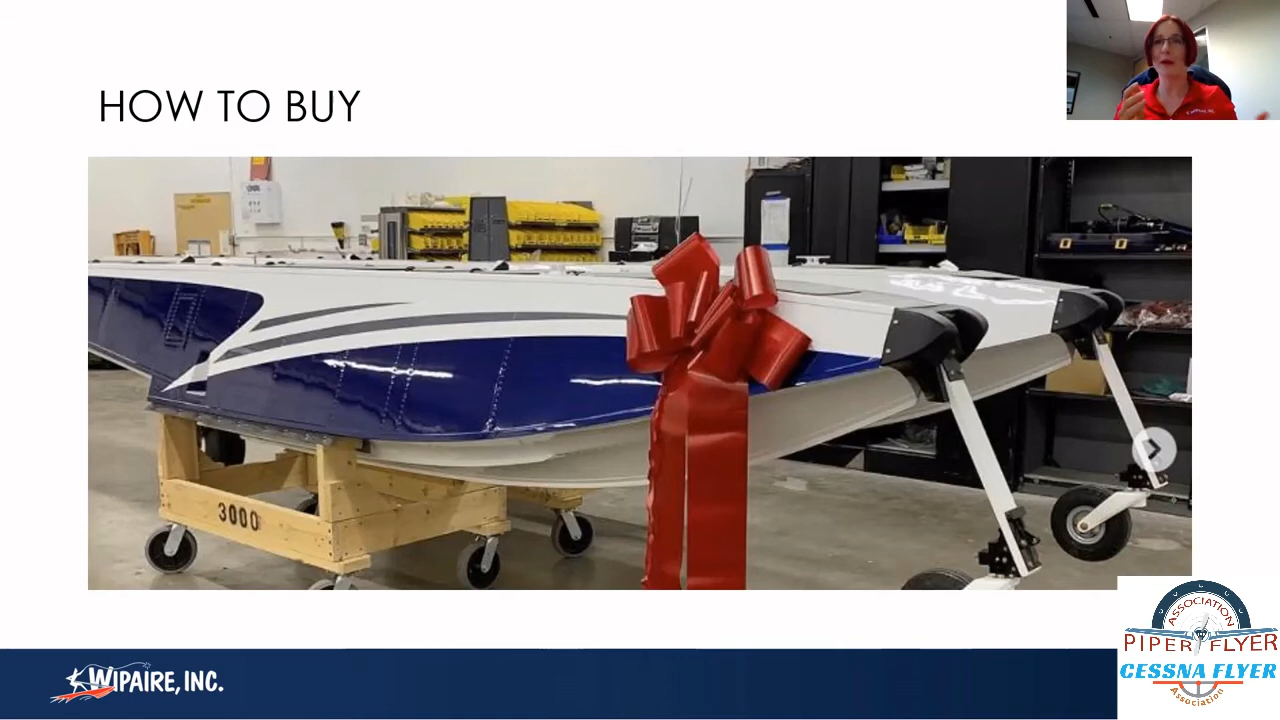 HOW TO BUY
3000
WIPAIRE, INC.
ASSOCIATION
PIPER FLYER
CESSNA FLYER
Association